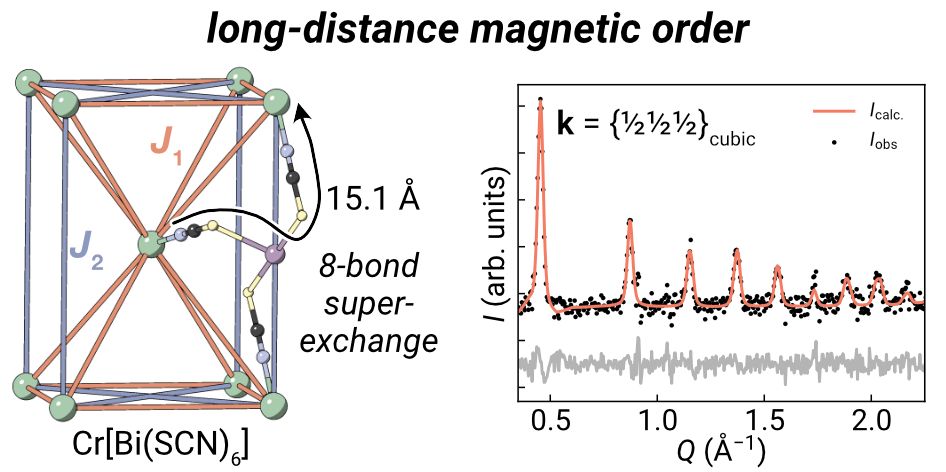 long-distance magnetic order
J₁
J₂
15.1 Å
8-bond
super-
exchange
Cr[Bi(SCN)₆]
k = {½½½}cubic
Icalc.
Iobs
I (arb. units)
0.5 1.0 1.5 2.0
Q (Å⁻¹)